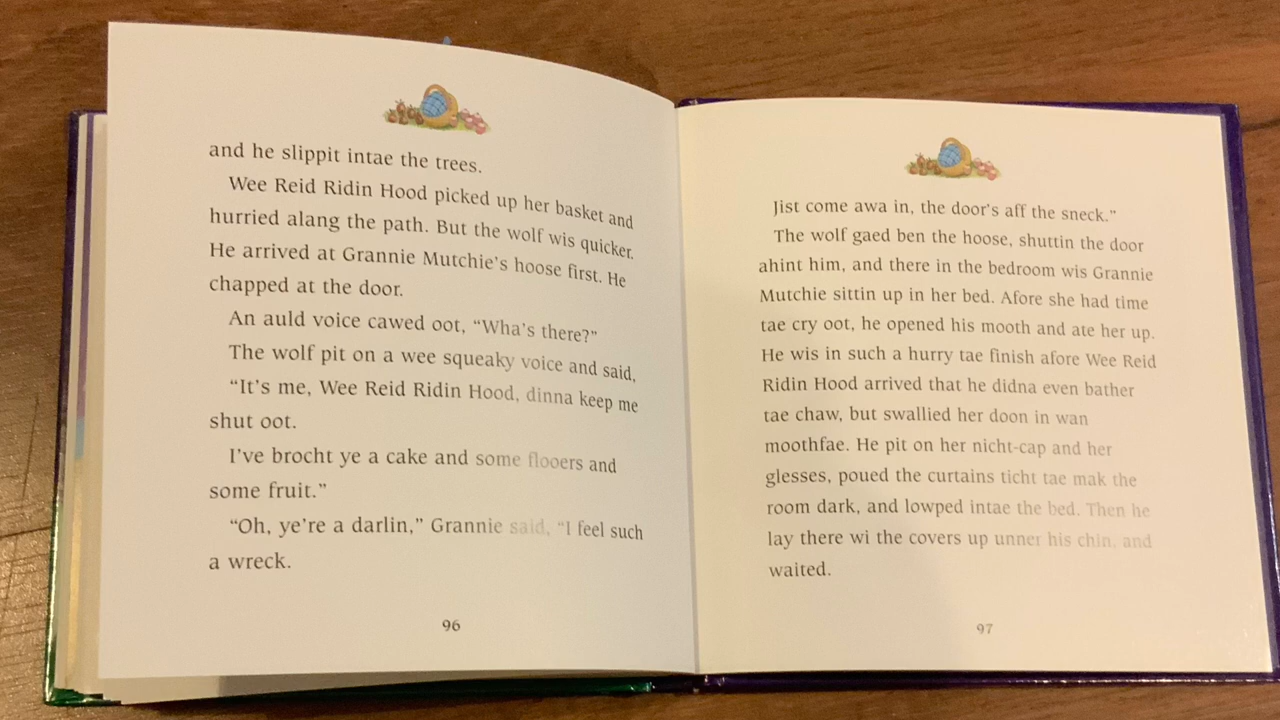 and he slippit intae the trees.
Wee Reid Ridin Hood picked up her basket and
hurried alang the path. But the wolf wis quicker.
He arrived at Grannie Mutchie's hoose first. He
chapped at the door.
An auld voice cawed oot, “Wha's there?”
The wolf pit on a wee squeaky voice and said,
“It's me, Wee Reid Ridin Hood, dinna keep me
shut oot.
I've brocht ye a cake and some flooers and
some fruit.”
“Oh, ye're a darlin,” Grannie said, “I feel such
a wreck.
96
Jist come awa in, the door's aff the sneck.”
The wolf gaed ben the hoose, shuttin the door
ahint him, and there in the bedroom wis Grannie
Mutchie sittin up in her bed. Afore she had time
tae cry oot, he opened his mooth and ate her up.
He wis in such a hurry tae finish afore Wee Reid
Ridin Hood arrived that he didna even bather
tae chaw, but swallied her doon in wan
moothfae. He pit on her nicht-cap and her
glesses, poued the curtains ticht tae mak the
room dark, and lowped intae the bed. Then he
lay there wi the covers up unner his chin, and
waited.
97